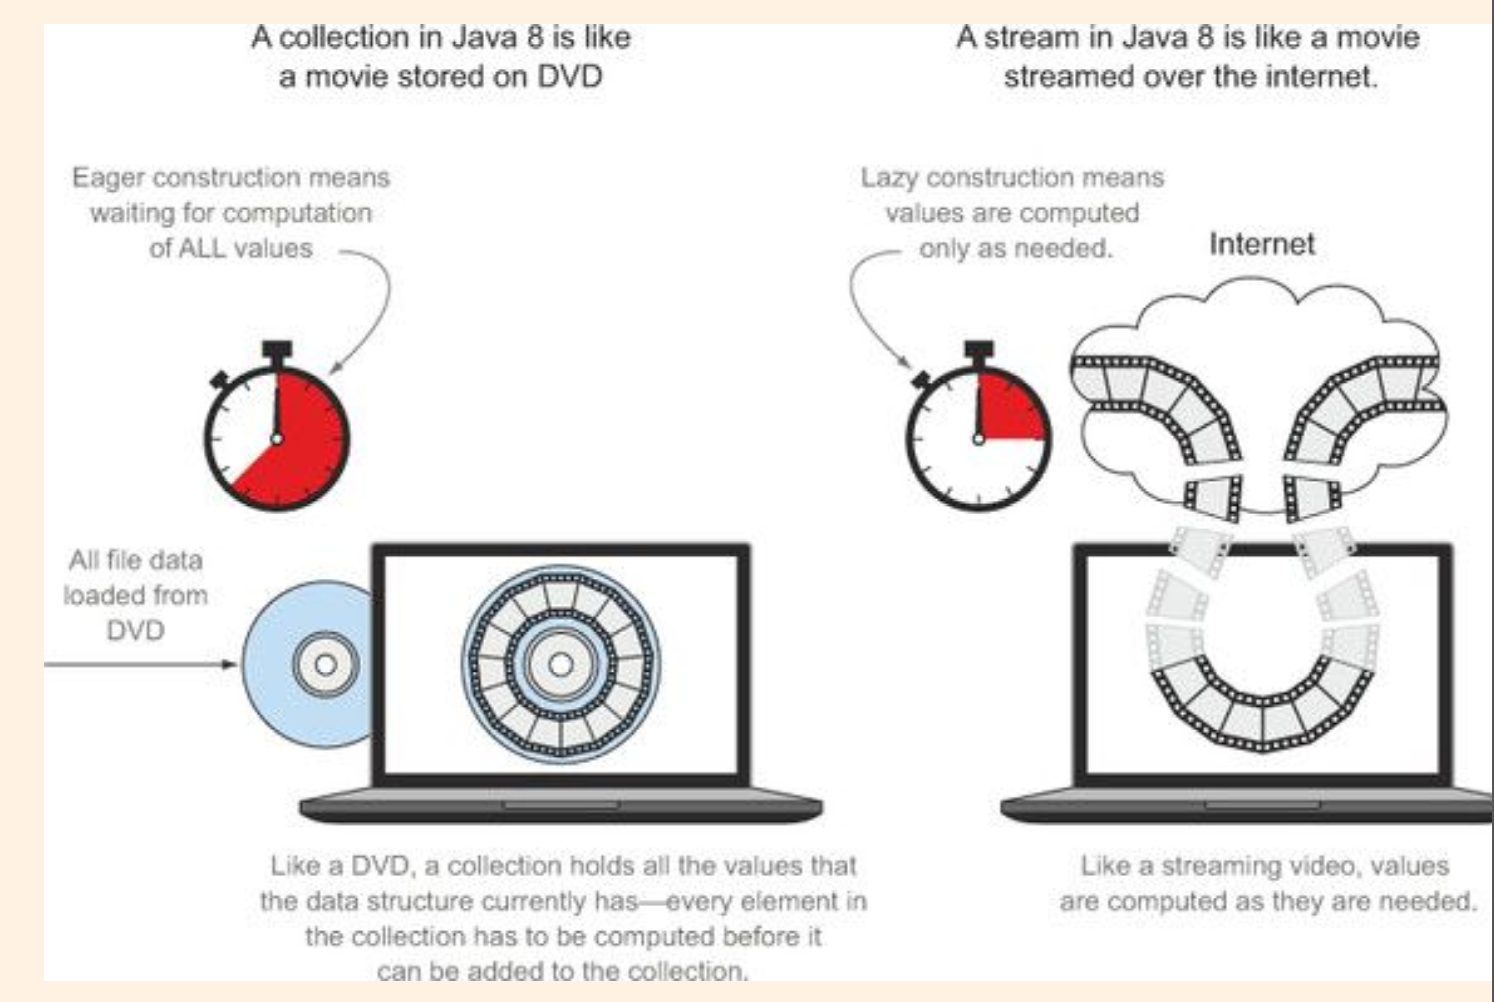 A collection in Java 8 is like
a movie stored on DVD
Eager construction means
waiting for computation
of ALL values
All file data
loaded from
DVD
Like a DVD, a collection holds all the values that
the data structure currently has—every element in
the collection has to be computed before it
can be added to the collection.
A stream in Java 8 is like a movie
streamed over the internet.
Lazy construction means
values are computed
only as needed.
Internet
Like a streaming video, values
are computed as they are needed.